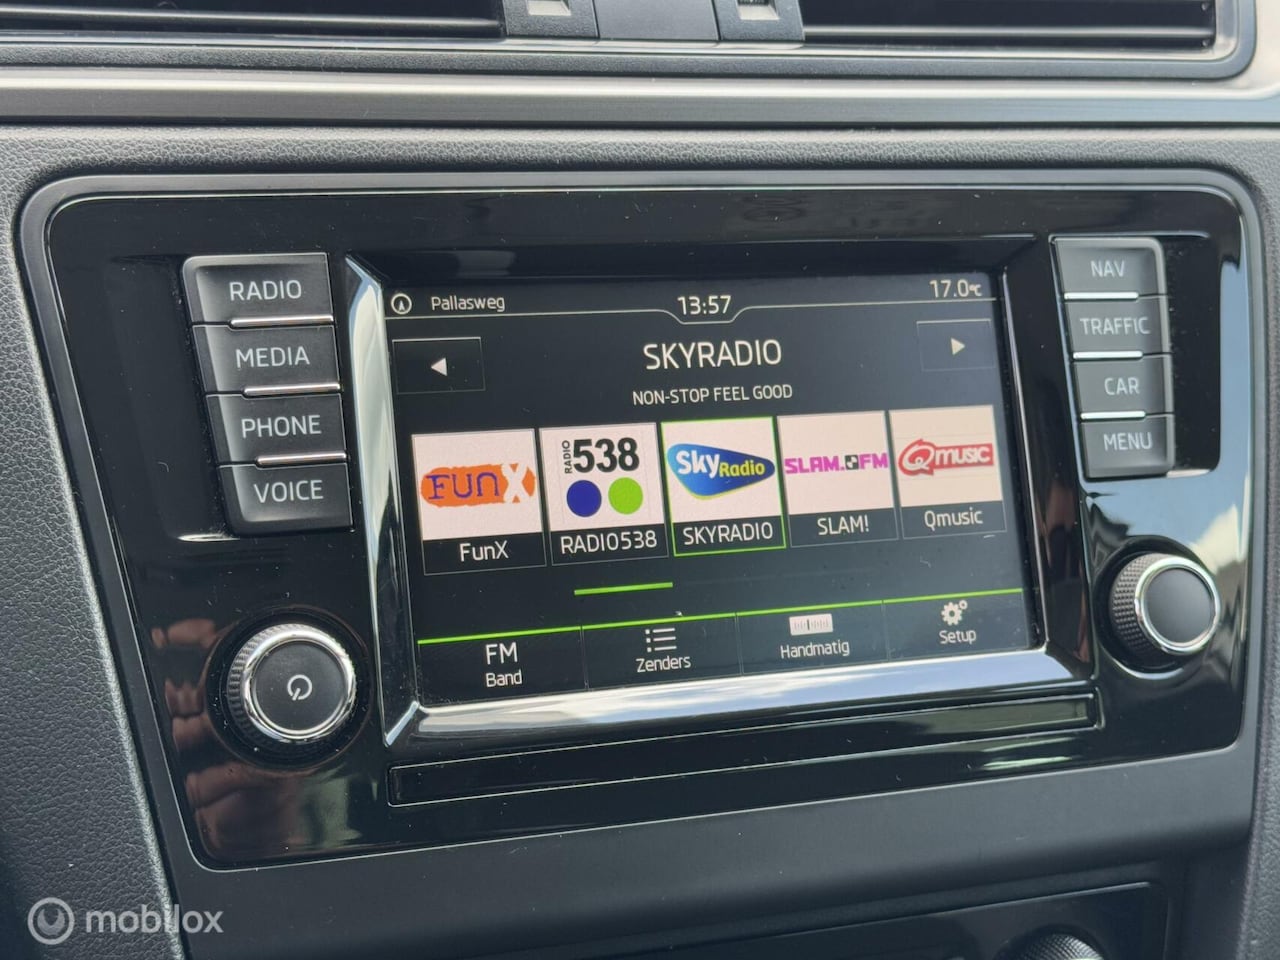 RADIO
MEDIA
PHONE
VOICE
Pallasweg
13:57
17.0°C
SKYRADIO
NON-STOP FEEL GOOD
FunX
FunX
RADIO 538
RADIO538
Sky Radio
SKYRADIO
SLAM.FM
SLAM!
Qmusic
Qmusic
FM
Band
Zenders
Handmatig
Setup
NAV
TRAFFIC
CAR
MENU
mobilox